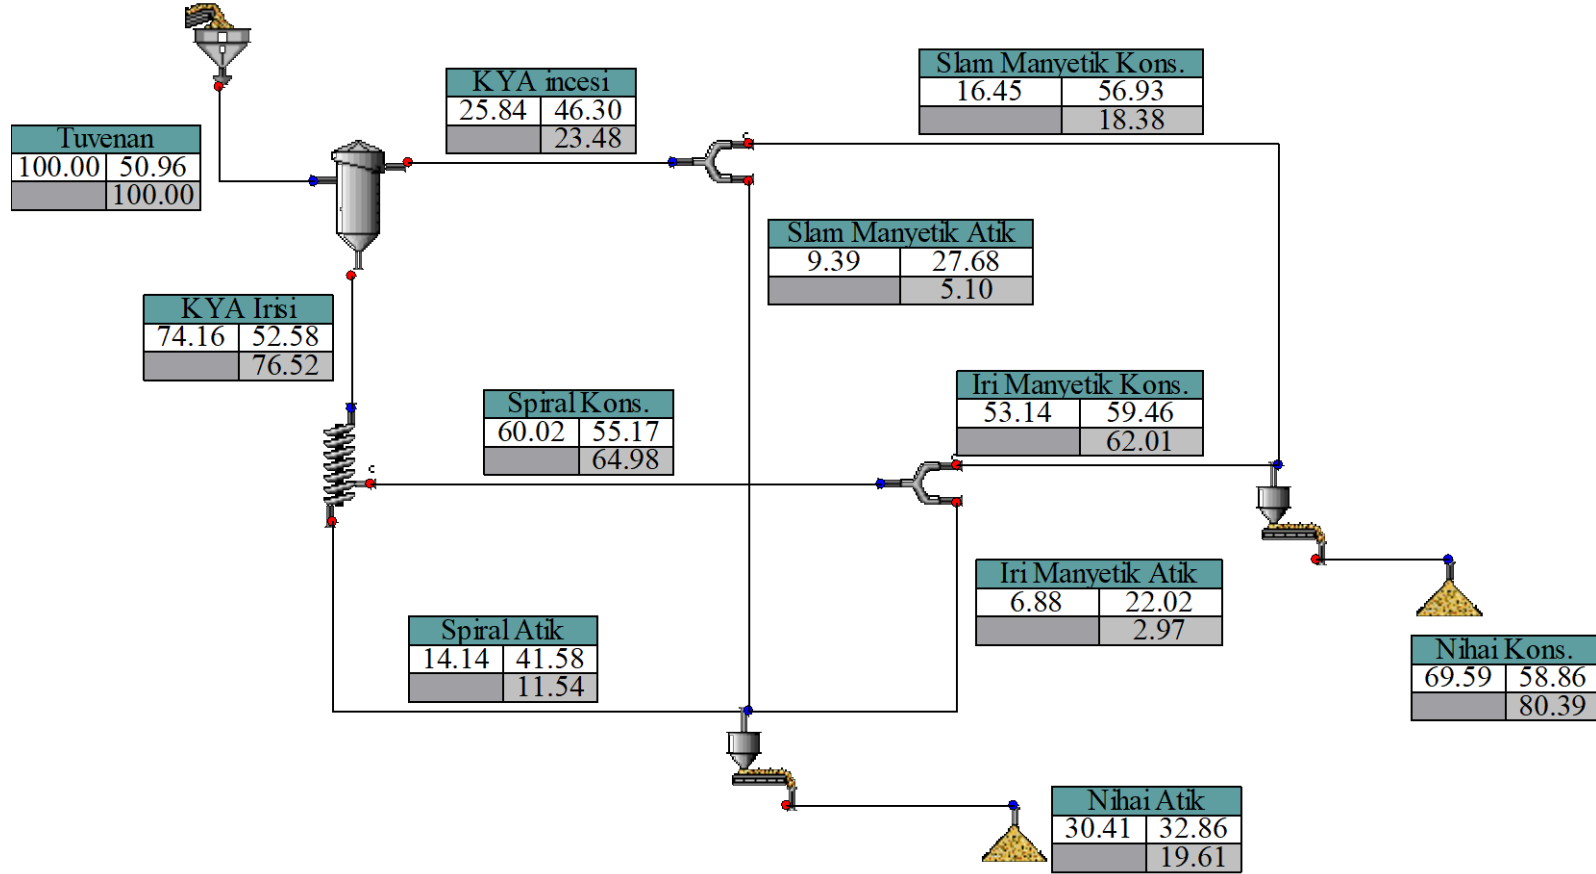 Tuvenan
100.00 50.96
100.00
KYA incesi
25.84 46.30
23.48
Slam Manyetik Kons.
16.45 56.93
18.38
Slam Manyetik Atik
9.39 27.68
5.10
KYA Irisi
74.16 52.58
76.52
c
Spiral Kons.
60.02 55.17
64.98
c
Iri Manyetik Kons.
53.14 59.46
62.01
Iri Manyetik Atik
6.88 22.02
2.97
Spiral Atik
14.14 41.58
11.54
Nihai Kons.
69.59 58.86
80.39
Nihai Atik
30.41 32.86
19.61